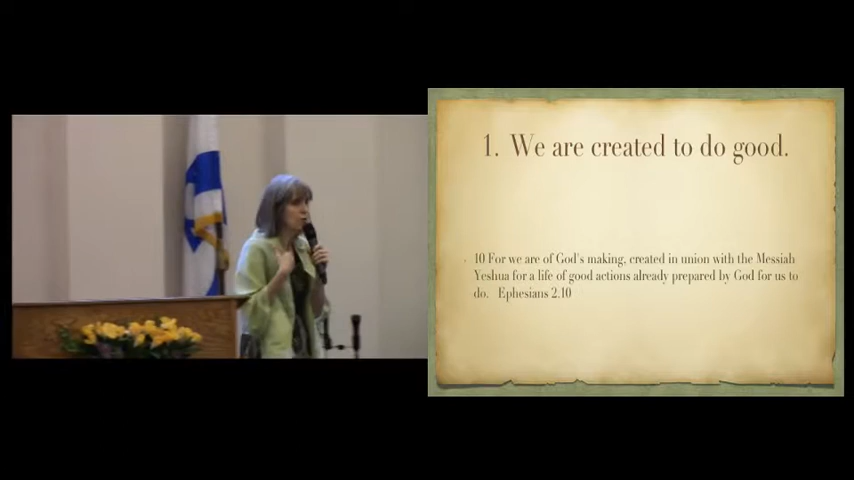 1. We are created to do good.
10 For we are of God's making, created in union with the Messiah
Yeshua for a life of good actions already prepared by God for us to
do. Ephesians 2.10